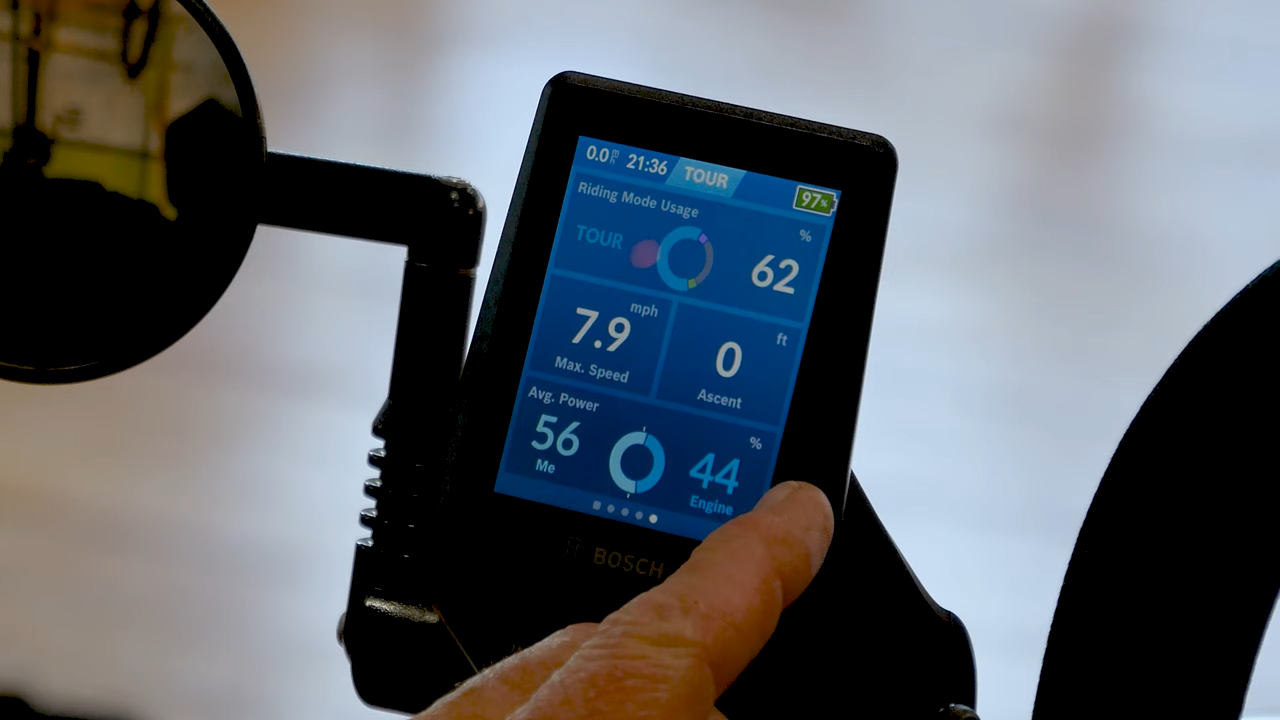 0.0 mph 21:36 TOUR 97%
Riding Mode Usage
TOUR 62 %
7.9 mph
Max. Speed
0 ft
Ascent
Avg. Power
56
Me
44 %
Engine
BOSCH